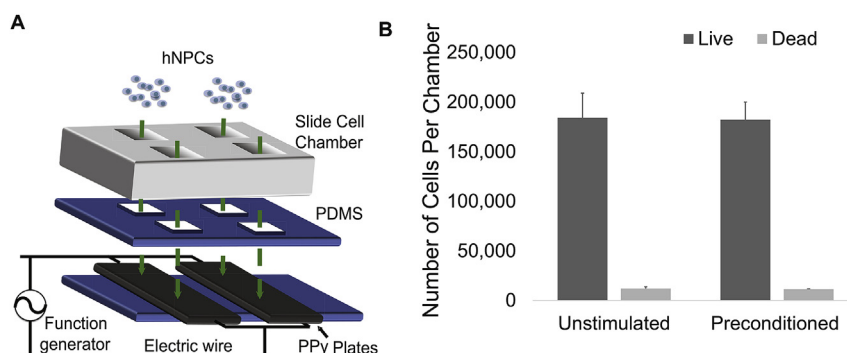 A
hNPCs
Slide Cell
Chamber
PDMS
Function
generator
Electric wire
PPy Plates
B
Number of Cells Per Chamber
Live
Dead
250,000
200,000
150,000
100,000
50,000
0
Unstimulated
Preconditioned